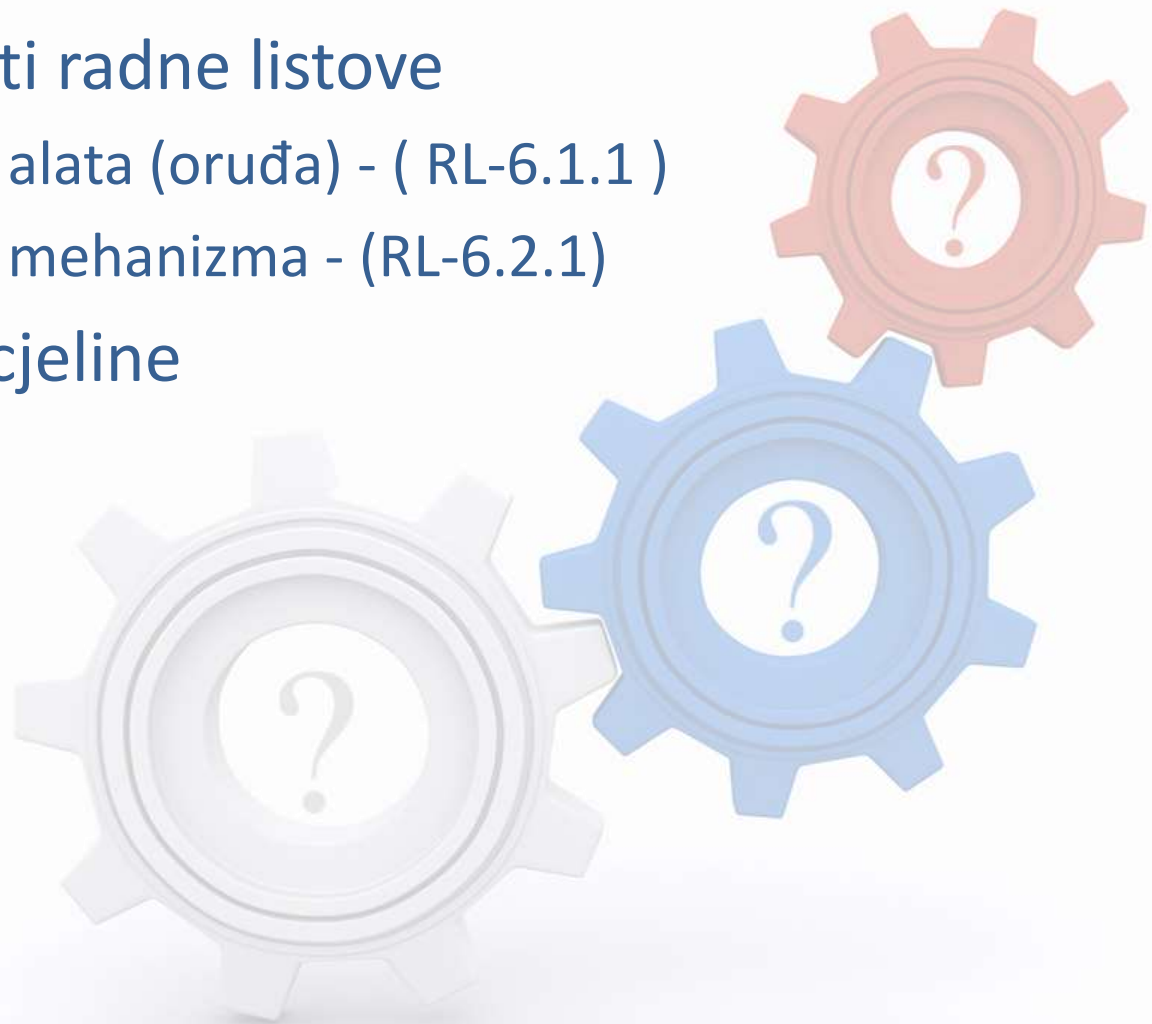 ti radne listove
alata (oruđa) - ( RL-6.1.1 )
mehanizma - (RL-6.2.1)
cjeline
?
?
?